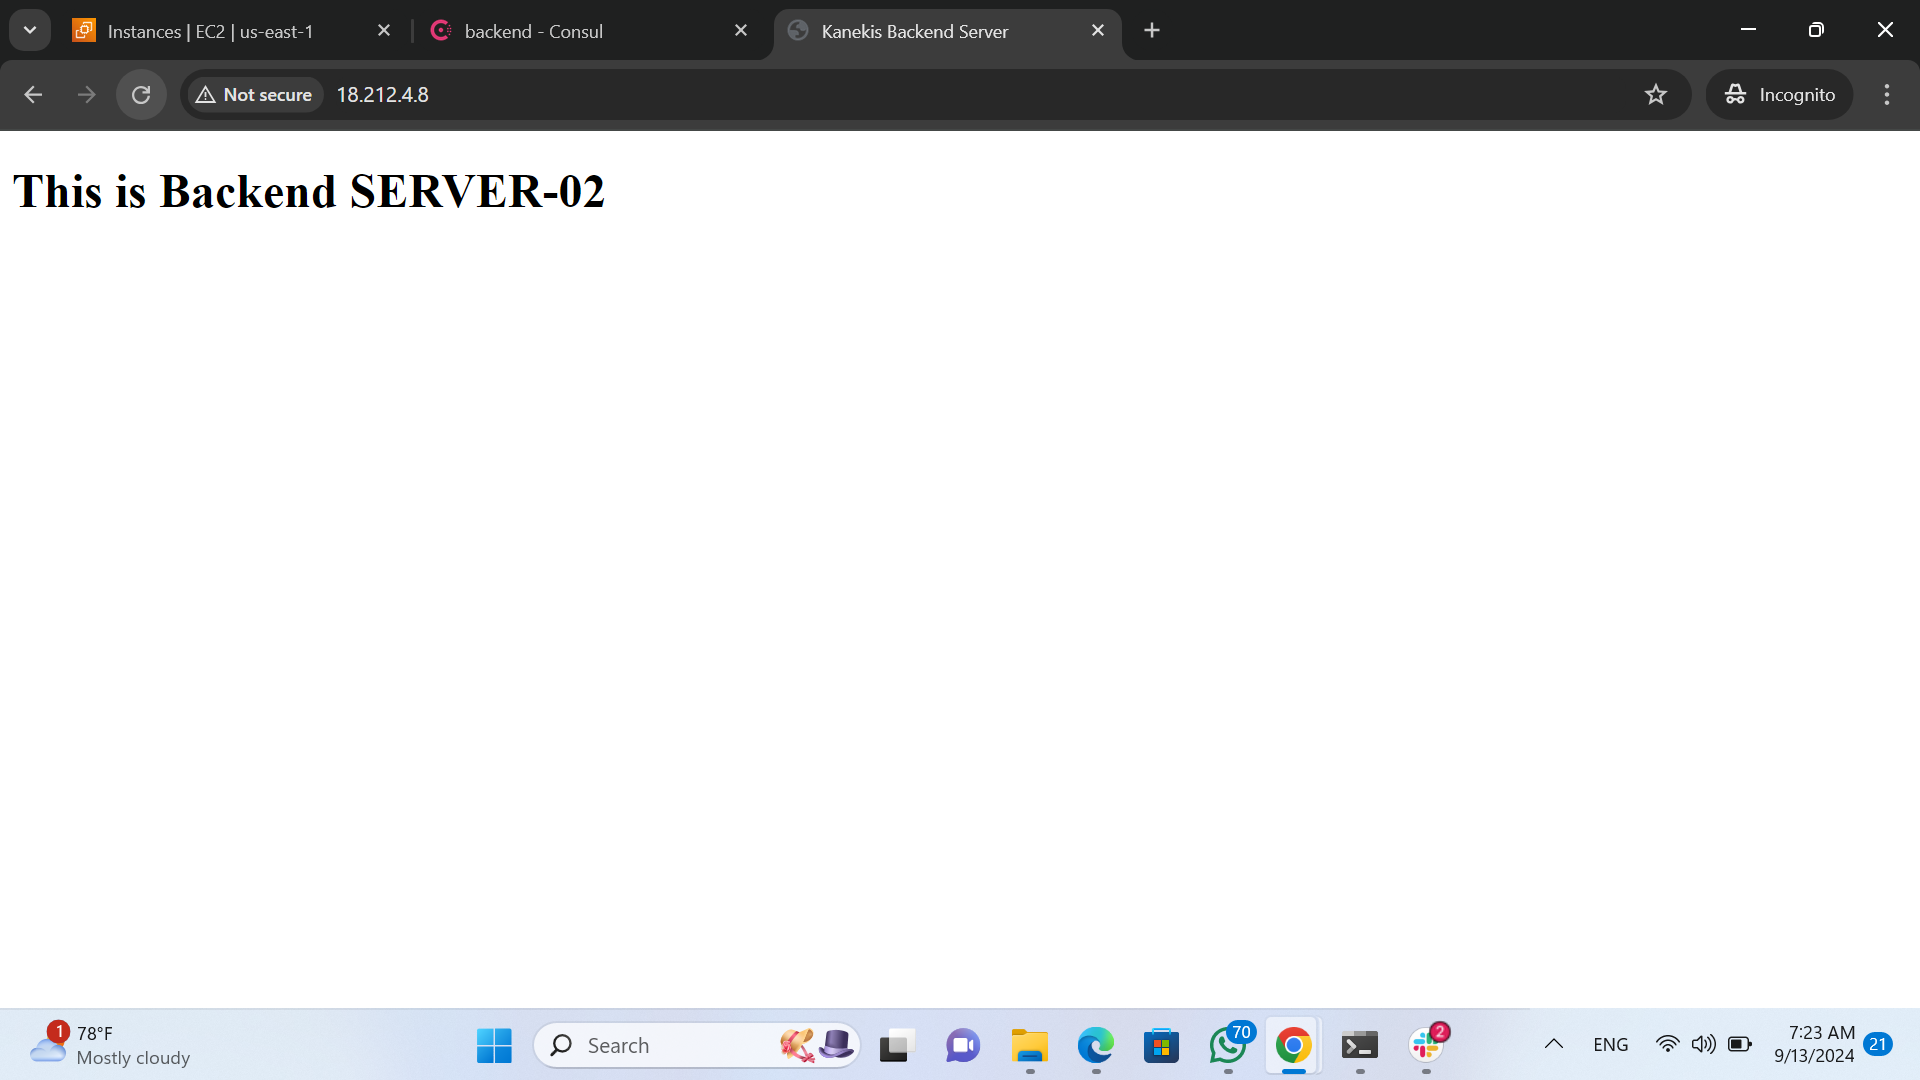 Instances | EC2 | us-east-1
backend - Consul
Kanekis Backend Server
Not secure
18.212.4.8
Incognito
This is Backend SERVER-02
1
78°F
Mostly cloudy
Search
70
2
ENG
7:23 AM
9/13/2024
21